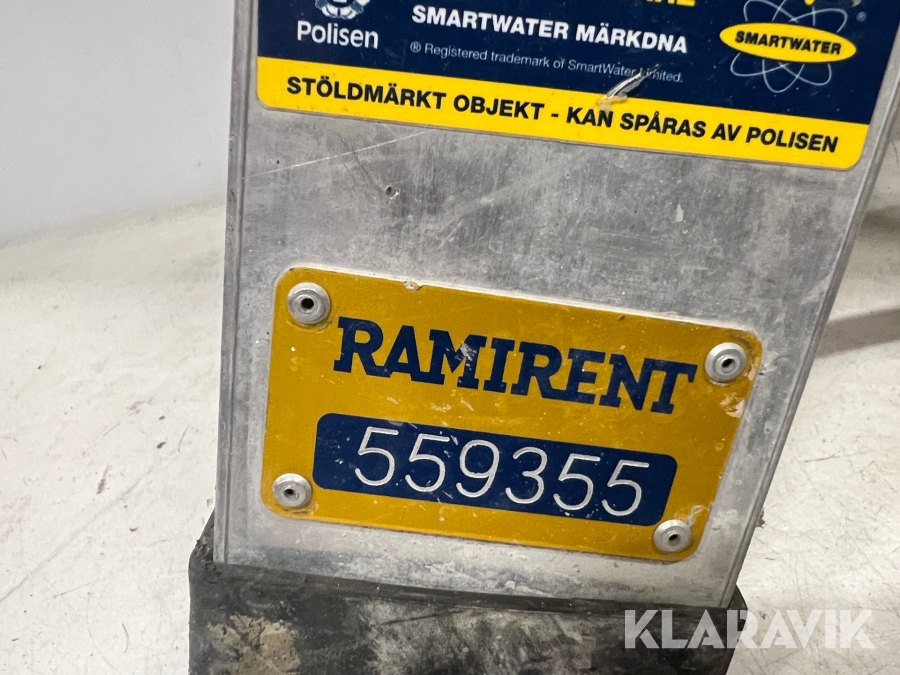 Polisen
SMARTWATER MÄRKDNA
® Registered trademark of SmartWater Limited.
SMARTWATER®
STÖLDMÄRKT OBJEKT - KAN SPÅRAS AV POLISEN
RAMIRENT
559355
KLARAVIK